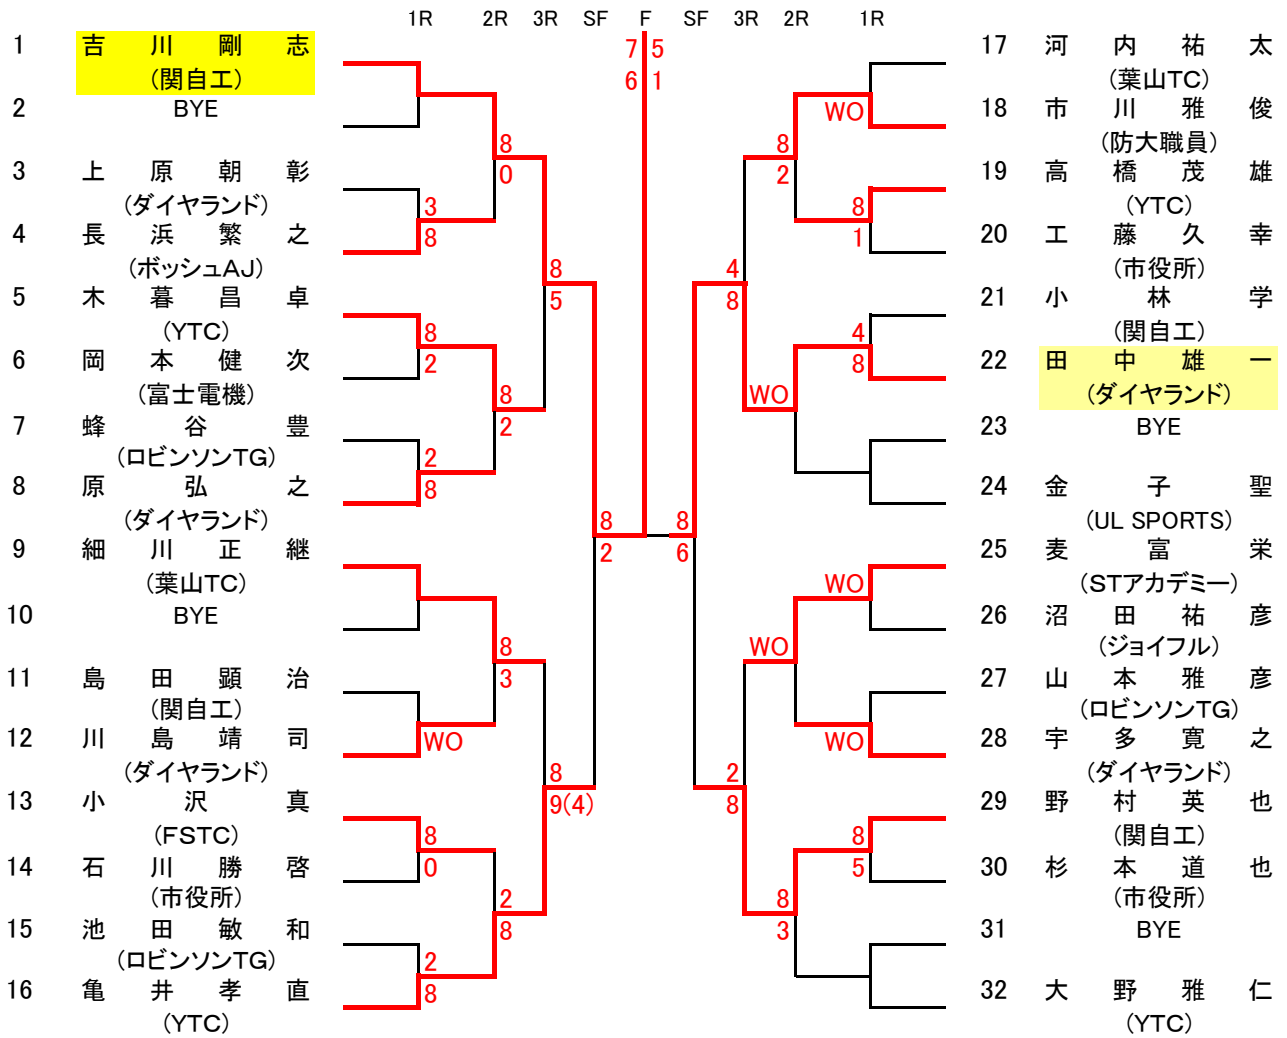 1R 2R 3R SF F SF 3R 2R 1R
1 吉川剛志
(関自工)
2 BYE
3 上原朝彰
(ダイヤランド)
4 長浜繁之
(ボッシュAJ)
5 木暮昌卓
(YTC)
6 岡本健次
(富士電機)
7 蜂谷豊
(ロビンソンTG)
8 原弘之
(ダイヤランド)
9 細川正継
(葉山TC)
10 BYE
11 島田顕治
(関自工)
12 川島靖司
(ダイヤランド)
13 小沢真
(FSTC)
14 石川勝啓
(市役所)
15 池田敏和
(ロビンソンTG)
16 亀井孝直
(YTC)
3
8
8
2
2
8
WO
8
0
2
8
8
0
8
2
8
3
2
8
8
5
8
9(4)
8
2
7 5
6 1
8
6
4
8
2
8
8
2
WO
WO
8
3
WO
8
1
4
8
WO
WO
8
5
17 河内祐太
(葉山TC)
18 市川雅俊
(防大職員)
19 高橋茂雄
(YTC)
20 工藤久幸
(市役所)
21 小林学
(関自工)
22 田中雄一
(ダイヤランド)
23 BYE
24 金子聖
(UL SPORTS)
25 麦富栄
(STアカデミー)
26 沼田祐彦
(ジョイフル)
27 山本雅彦
(ロビンソンTG)
28 宇多寛之
(ダイヤランド)
29 野村英也
(関自工)
30 杉本道也
(市役所)
31 BYE
32 大野雅仁
(YTC)